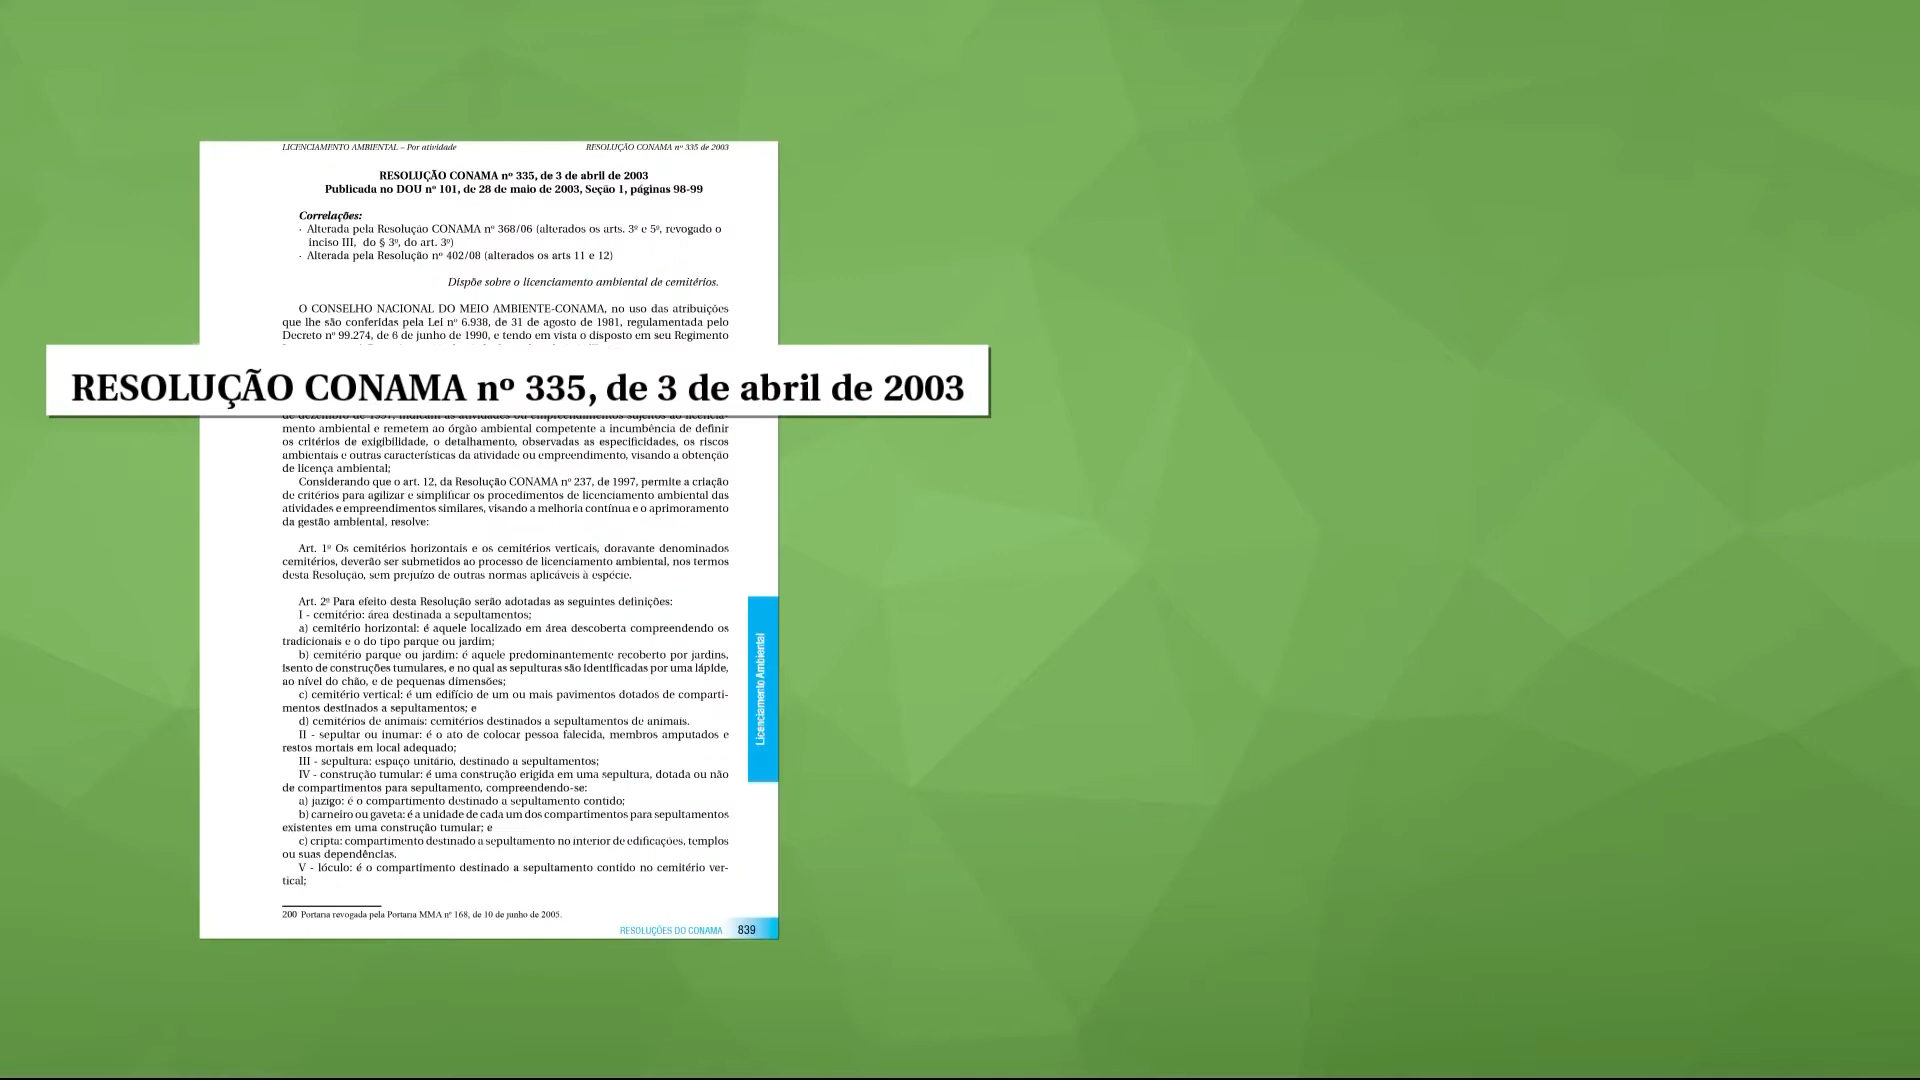 LICENCIAMENTO AMBIENTAL – Por atividade RESOLUÇÃO CONAMA nº 335 de 2003
RESOLUÇÃO CONAMA nº 335, de 3 de abril de 2003
Publicada no DOU nº 101, de 28 de maio de 2003, Seção 1, páginas 98-99
Correlações:
· Alterada pela Resolução CONAMA nº 368/06 (alterados os arts. 3º e 5º, revogado o
inciso III, do § 3º, do art. 3º)
· Alterada pela Resolução nº 402/08 (alterados os arts 11 e 12)
Dispõe sobre o licenciamento ambiental de cemitérios.
O CONSELHO NACIONAL DO MEIO AMBIENTE-CONAMA, no uso das atribuições
que lhe são conferidas pela Lei nº 6.938, de 31 de agosto de 1981, regulamentada pelo
Decreto nº 99.274, de 6 de junho de 1990, e tendo em vista o disposto em seu Regimento
RESOLUÇÃO CONAMA nº 335, de 3 de abril de 2003
de dezembro de 1997, indicam as atividades ou empreendimentos sujeitos ao licencia-
mento ambiental e remetem ao órgão ambiental competente a incumbência de definir
os critérios de exigibilidade, o detalhamento, observadas as especificidades, os riscos
ambientais e outras características da atividade ou empreendimento, visando a obtenção
de licença ambiental;
Considerando que o art. 12, da Resolução CONAMA nº 237, de 1997, permite a criação
de critérios para agilizar e simplificar os procedimentos de licenciamento ambiental das
atividades e empreendimentos similares, visando a melhoria contínua e o aprimoramento
da gestão ambiental, resolve:
Art. 1º Os cemitérios horizontais e os cemitérios verticais, doravante denominados
cemitérios, deverão ser submetidos ao processo de licenciamento ambiental, nos termos
desta Resolução, sem prejuízo de outras normas aplicáveis à espécie.
Art. 2º Para efeito desta Resolução serão adotadas as seguintes definições:
I - cemitério: área destinada a sepultamentos;
a) cemitério horizontal: é aquele localizado em área descoberta compreendendo os
tradicionais e o do tipo parque ou jardim;
b) cemitério parque ou jardim: é aquele predominantemente recoberto por jardins,
isento de construções tumulares, e no qual as sepulturas são identificadas por uma lápide,
ao nível do chão, e de pequenas dimensões;
c) cemitério vertical: é um edifício de um ou mais pavimentos dotados de comparti-
mentos destinados a sepultamentos; e
d) cemitérios de animais: cemitérios destinados a sepultamentos de animais.
II - sepultar ou inumar: é o ato de colocar pessoa falecida, membros amputados e
restos mortais em local adequado;
III - sepultura: espaço unitário, destinado a sepultamentos;
IV - construção tumular: é uma construção erigida em uma sepultura, dotada ou não
de compartimentos para sepultamento, compreendendo-se:
a) jazigo: é o compartimento destinado a sepultamento contido;
b) carneiro ou gaveta: é a unidade de cada um dos compartimentos para sepultamentos
existentes em uma construção tumular; e
c) cripta: compartimento destinado a sepultamento no interior de edificações, templos
ou suas dependências.
V - lóculo: é o compartimento destinado a sepultamento contido no cemitério ver-
tical;
Licenciamento Ambiental
200 Portaria revogada pela Portaria MMA nº 168, de 10 de junho de 2005.
RESOLUÇÕES DO CONAMA 839